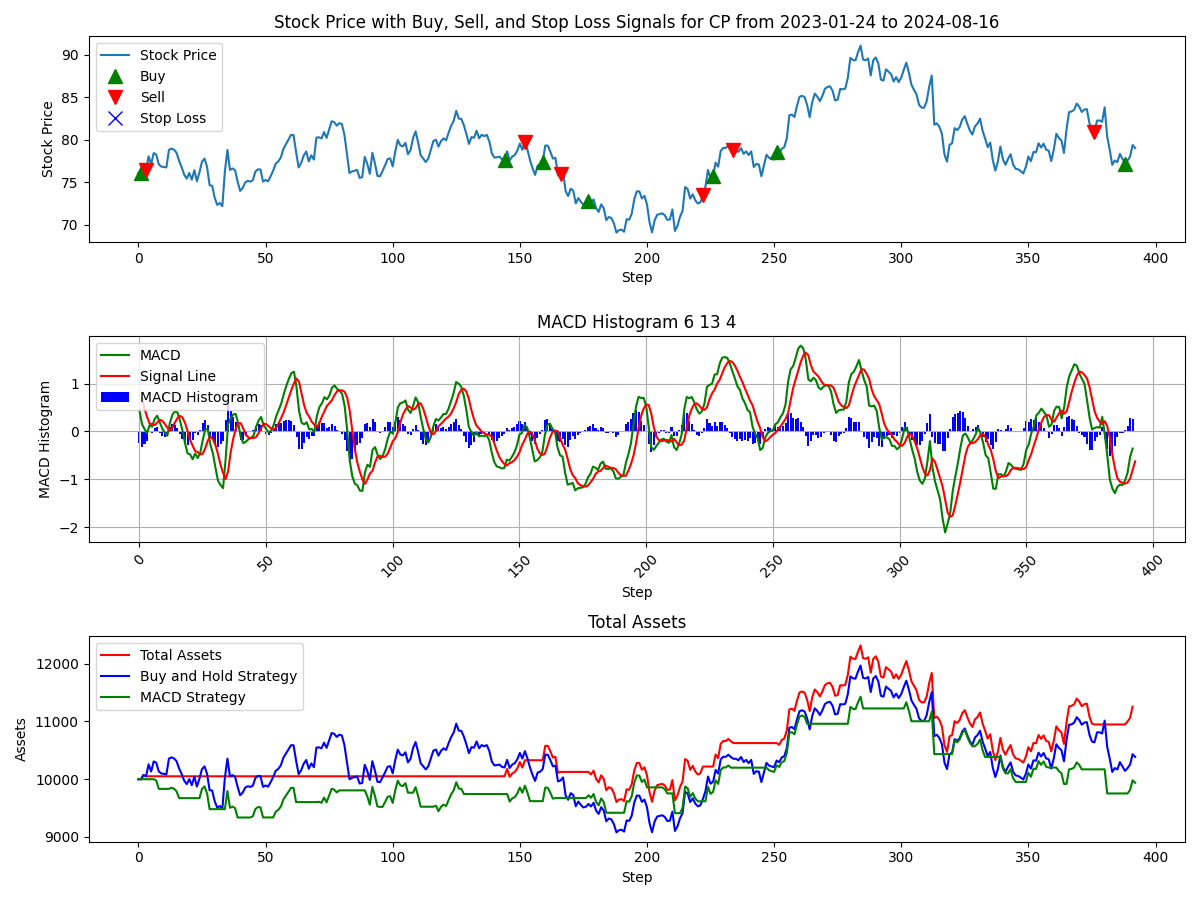 Stock Price with Buy, Sell, and Stop Loss Signals for CP from 2023-01-24 to 2024-08-16
Stock Price
90
85
80
75
70
Stock Price
Buy
Sell
Stop Loss
0 50 100 150 200 250 300 350 400
Step
MACD Histogram 6 13 4
MACD Histogram
1
0
−1
−2
MACD
Signal Line
MACD Histogram
0 50 100 150 200 250 300 350 400
Step
Total Assets
Assets
12000
11000
10000
9000
Total Assets
Buy and Hold Strategy
MACD Strategy
0 50 100 150 200 250 300 350 400
Step